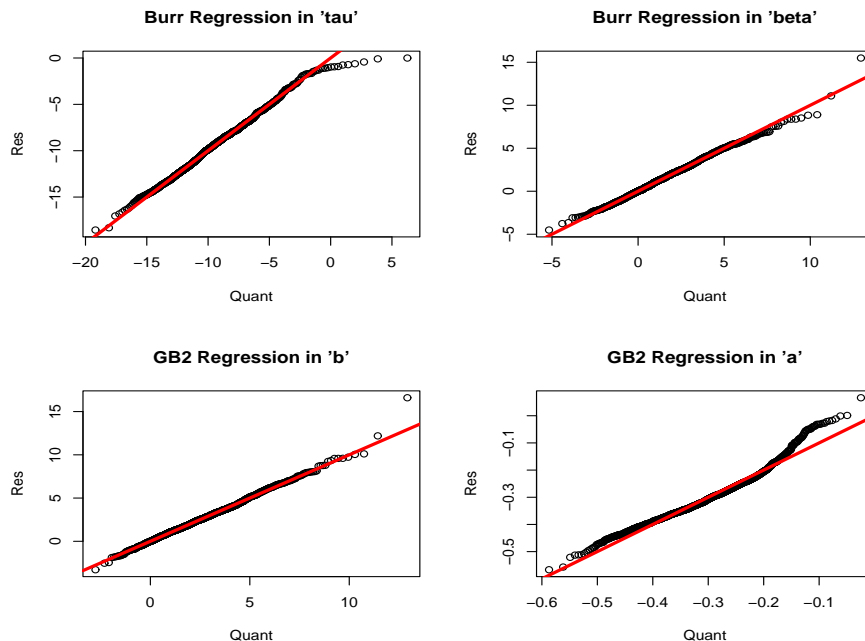 Burr Regression in 'tau'
Res
0
−5
−10
−15
−20 −15 −10 −5 0 5
Quant
Burr Regression in 'beta'
Res
15
10
5
0
−5
−5 0 5 10
Quant
GB2 Regression in 'b'
Res
15
10
5
0
0 5 10
Quant
GB2 Regression in 'a'
Res
−0.1
−0.3
−0.5
−0.6 −0.5 −0.4 −0.3 −0.2 −0.1
Quant